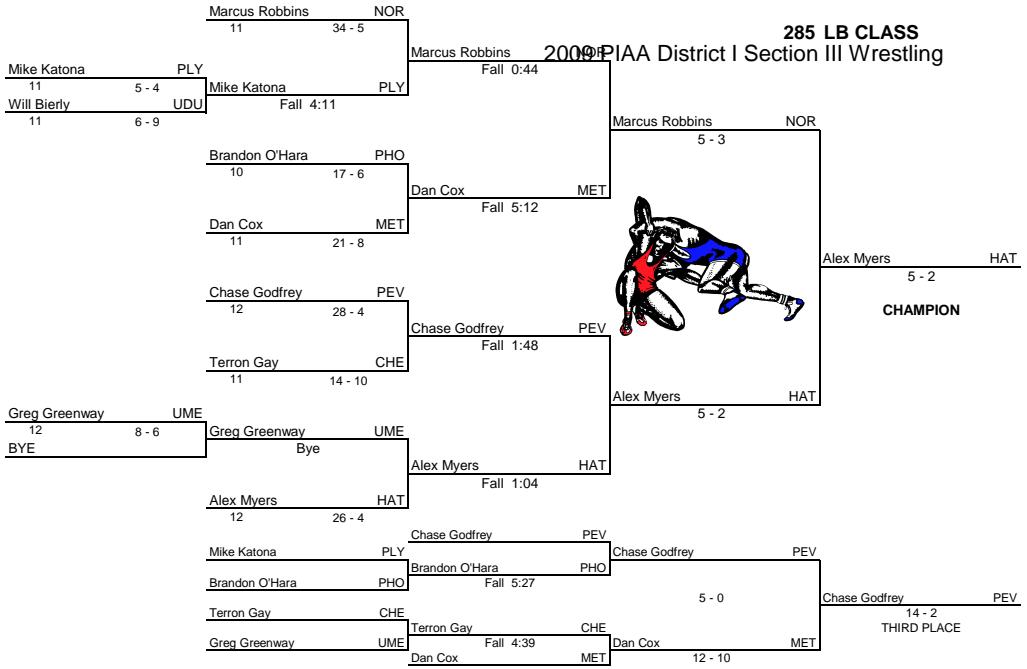 285 LB CLASS
2009 PIAA District I Section III Wrestling
Marcus Robbins NOR
11 34 - 5
Mike Katona PLY
11 5 - 4
Will Bierly UDU
11 6 - 9
Mike Katona PLY
Fall 4:11
Marcus Robbins NOR
Fall 0:44
Brandon O'Hara PHO
10 17 - 6
Dan Cox MET
11 21 - 8
Dan Cox MET
Fall 5:12
Marcus Robbins NOR
5 - 3
Chase Godfrey PEV
12 28 - 4
Terron Gay CHE
11 14 - 10
Chase Godfrey PEV
Fall 1:48
Greg Greenway UME
12 8 - 6
BYE
Greg Greenway UME
Bye
Alex Myers HAT
12 26 - 4
Alex Myers HAT
Fall 1:04
Alex Myers HAT
5 - 2
Alex Myers HAT
5 - 2
CHAMPION
Mike Katona PLY
Brandon O'Hara PHO
Chase Godfrey PEV
Brandon O'Hara PHO
Fall 5:27
Chase Godfrey PEV
5 - 0
Terron Gay CHE
Greg Greenway UME
Terron Gay CHE
Fall 4:39
Dan Cox MET
Dan Cox MET
12 - 10
Chase Godfrey PEV
14 - 2
THIRD PLACE